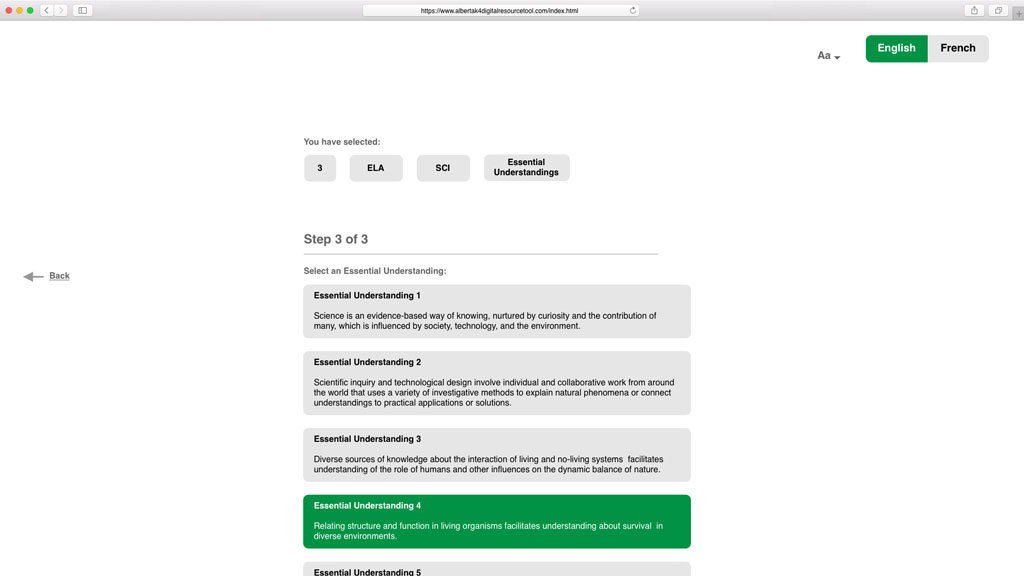 https://www.albertak4digitalresourcetool.com/index.html
Aa
English
French
You have selected:
3
ELA
SCI
Essential
Understandings
Step 3 of 3
Back
Select an Essential Understanding:
Essential Understanding 1
Science is an evidence-based way of knowing, nurtured by curiosity and the contribution of
many, which is influenced by society, technology, and the environment.
Essential Understanding 2
Scientific inquiry and technological design involve individual and collaborative work from around
the world that uses a variety of investigative methods to explain natural phenomena or connect
understandings to practical applications or solutions.
Essential Understanding 3
Diverse sources of knowledge about the interaction of living and no-living systems  facilitates
understanding of the role of humans and other influences on the dynamic balance of nature.
Essential Understanding 4
Relating structure and function in living organisms facilitates understanding about survival  in
diverse environments.
Essential Understanding 5